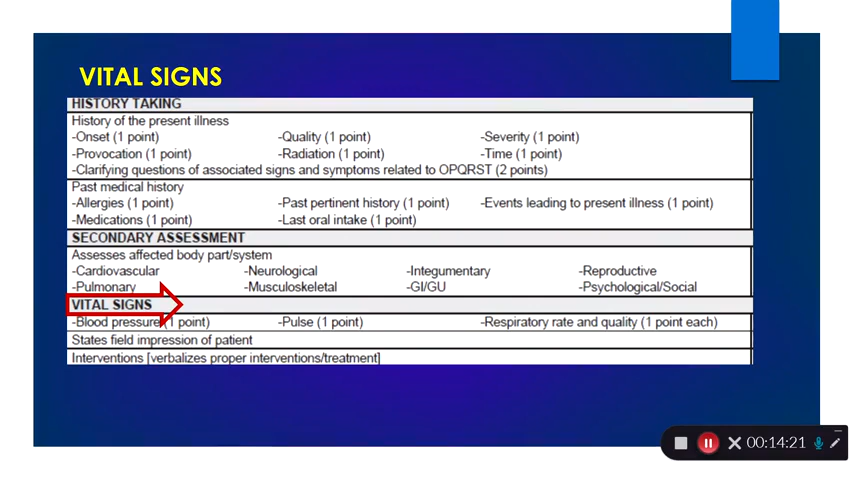 VITAL SIGNS
HISTORY TAKING
History of the present illness
-Onset (1 point) -Quality (1 point) -Severity (1 point)
-Provocation (1 point) -Radiation (1 point) -Time (1 point)
-Clarifying questions of associated signs and symptoms related to OPQRST (2 points)
Past medical history
-Allergies (1 point) -Past pertinent history (1 point) -Events leading to present illness (1 point)
-Medications (1 point) -Last oral intake (1 point)
SECONDARY ASSESSMENT
Assesses affected body part/system
-Cardiovascular -Neurological -Integumentary -Reproductive
-Pulmonary -Musculoskeletal -GI/GU -Psychological/Social
VITAL SIGNS
-Blood pressure (1 point) -Pulse (1 point) -Respiratory rate and quality (1 point each)
States field impression of patient
Interventions [verbalizes proper interventions/treatment]
00:14:21